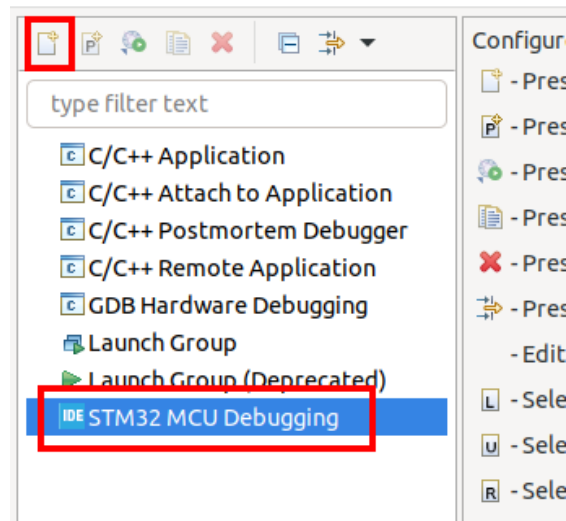 type filter text
C/C++ Application
C/C++ Attach to Application
C/C++ Postmortem Debugger
C/C++ Remote Application
GDB Hardware Debugging
Launch Group
Launch Group (Deprecated)
IDE STM32 MCU Debugging
Configur
- Pres
- Pres
- Pres
- Pres
- Pres
- Pres
- Edit
L - Sele
U - Sele
R - Sele